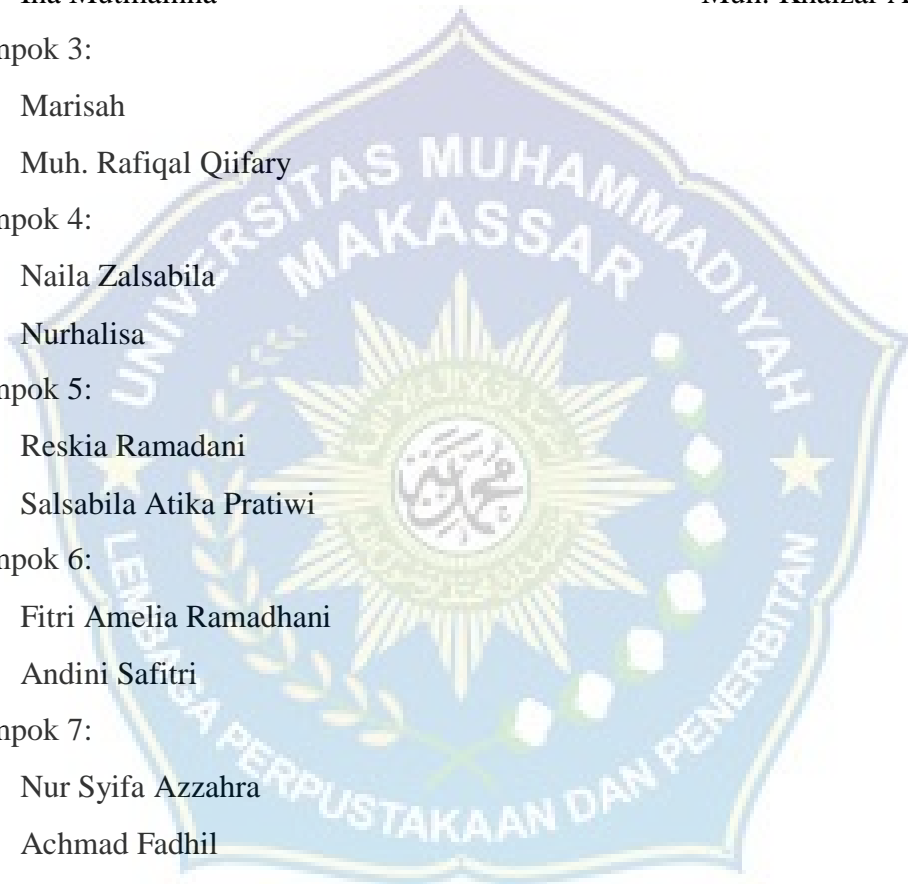 Muh. Khaizar A
mpok 3:
Marisah
Muh. Rafiqal Qiifary
mpok 4:
Naila Zalsabila
Nurhalisa
mpok 5:
Reskia Ramadani
Salsabila Atika Pratiwi
mpok 6:
Fitri Amelia Ramadhani
Andini Safitri
mpok 7:
Nur Syifa Azzahra
Achmad Fadhil
UNIVERSITAS MUHAMMADIYAH
MAKASSAR
LEMBAGA PERPUSTAKAAN DAN PENERBITAN